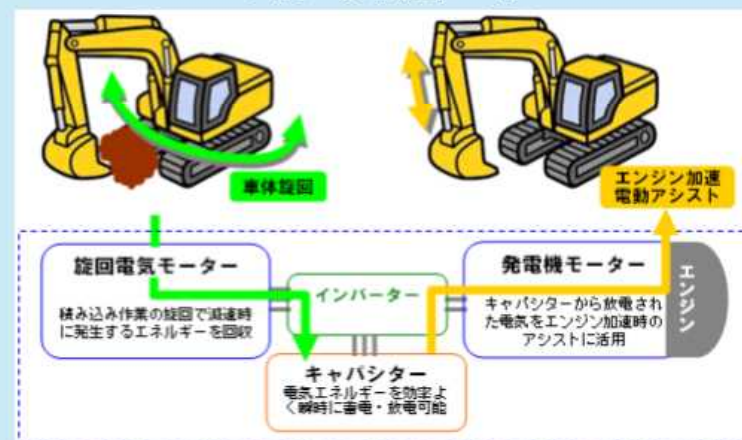 車体旋回
エンジン加速
電動アシスト
旋回電気モーター
積み込み作業の旋回で減速時
に発生するエネルギーを回収
インバーター
発電機モーター
キャパシターから放電され
た電気をエンジン加速時の
アシストに活用
エンジン
キャパシター
電気エネルギーを効率よ
く瞬時に蓄電・放電可能